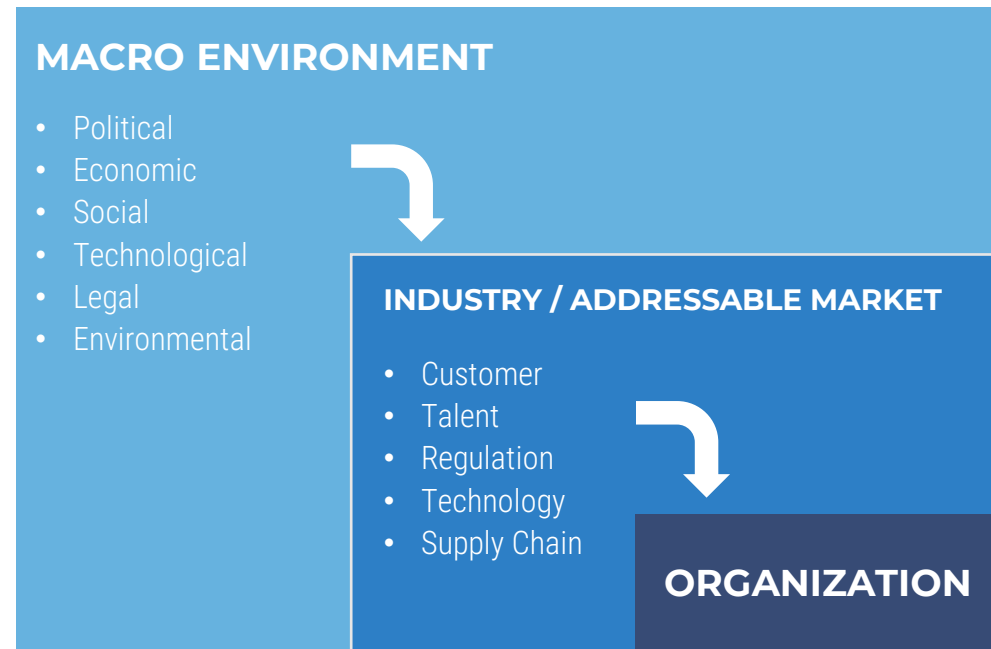 MACRO ENVIRONMENT
• Political
• Economic
• Social
• Technological
• Legal
• Environmental
INDUSTRY / ADDRESSABLE MARKET
• Customer
• Talent
• Regulation
• Technology
• Supply Chain
ORGANIZATION